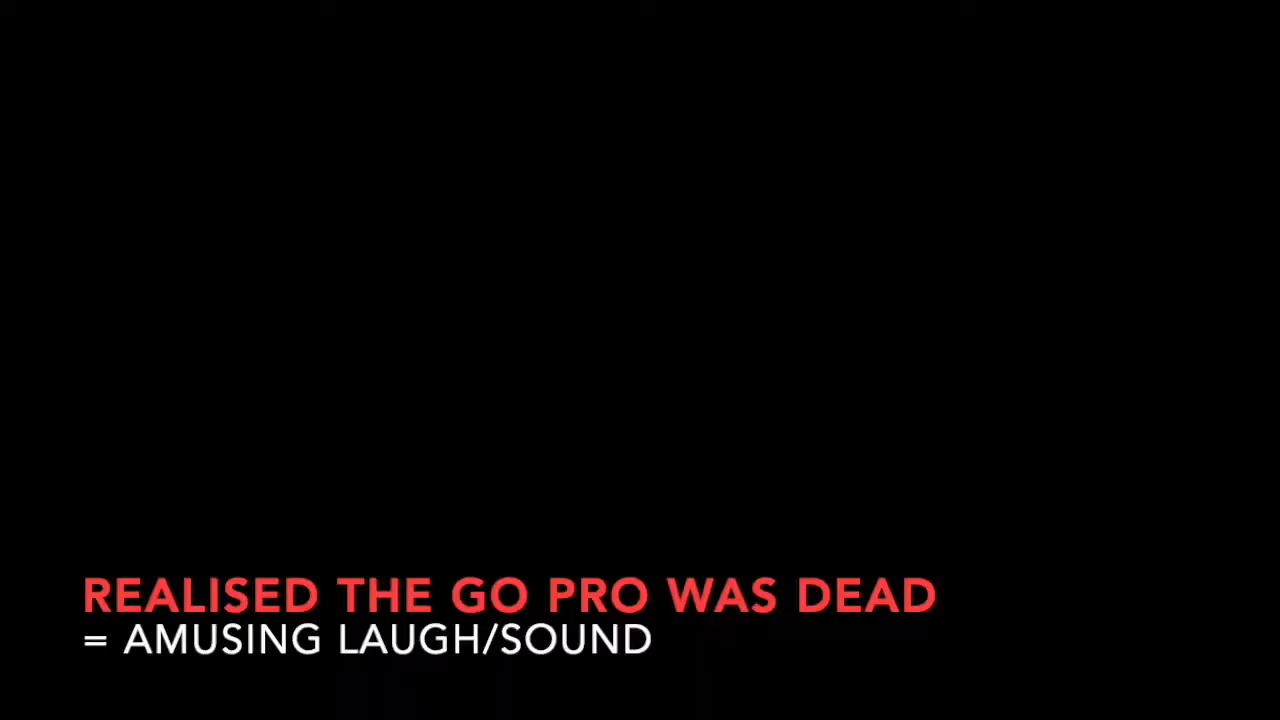 REALISED THE GO PRO WAS DEAD
= AMUSING LAUGH/SOUND